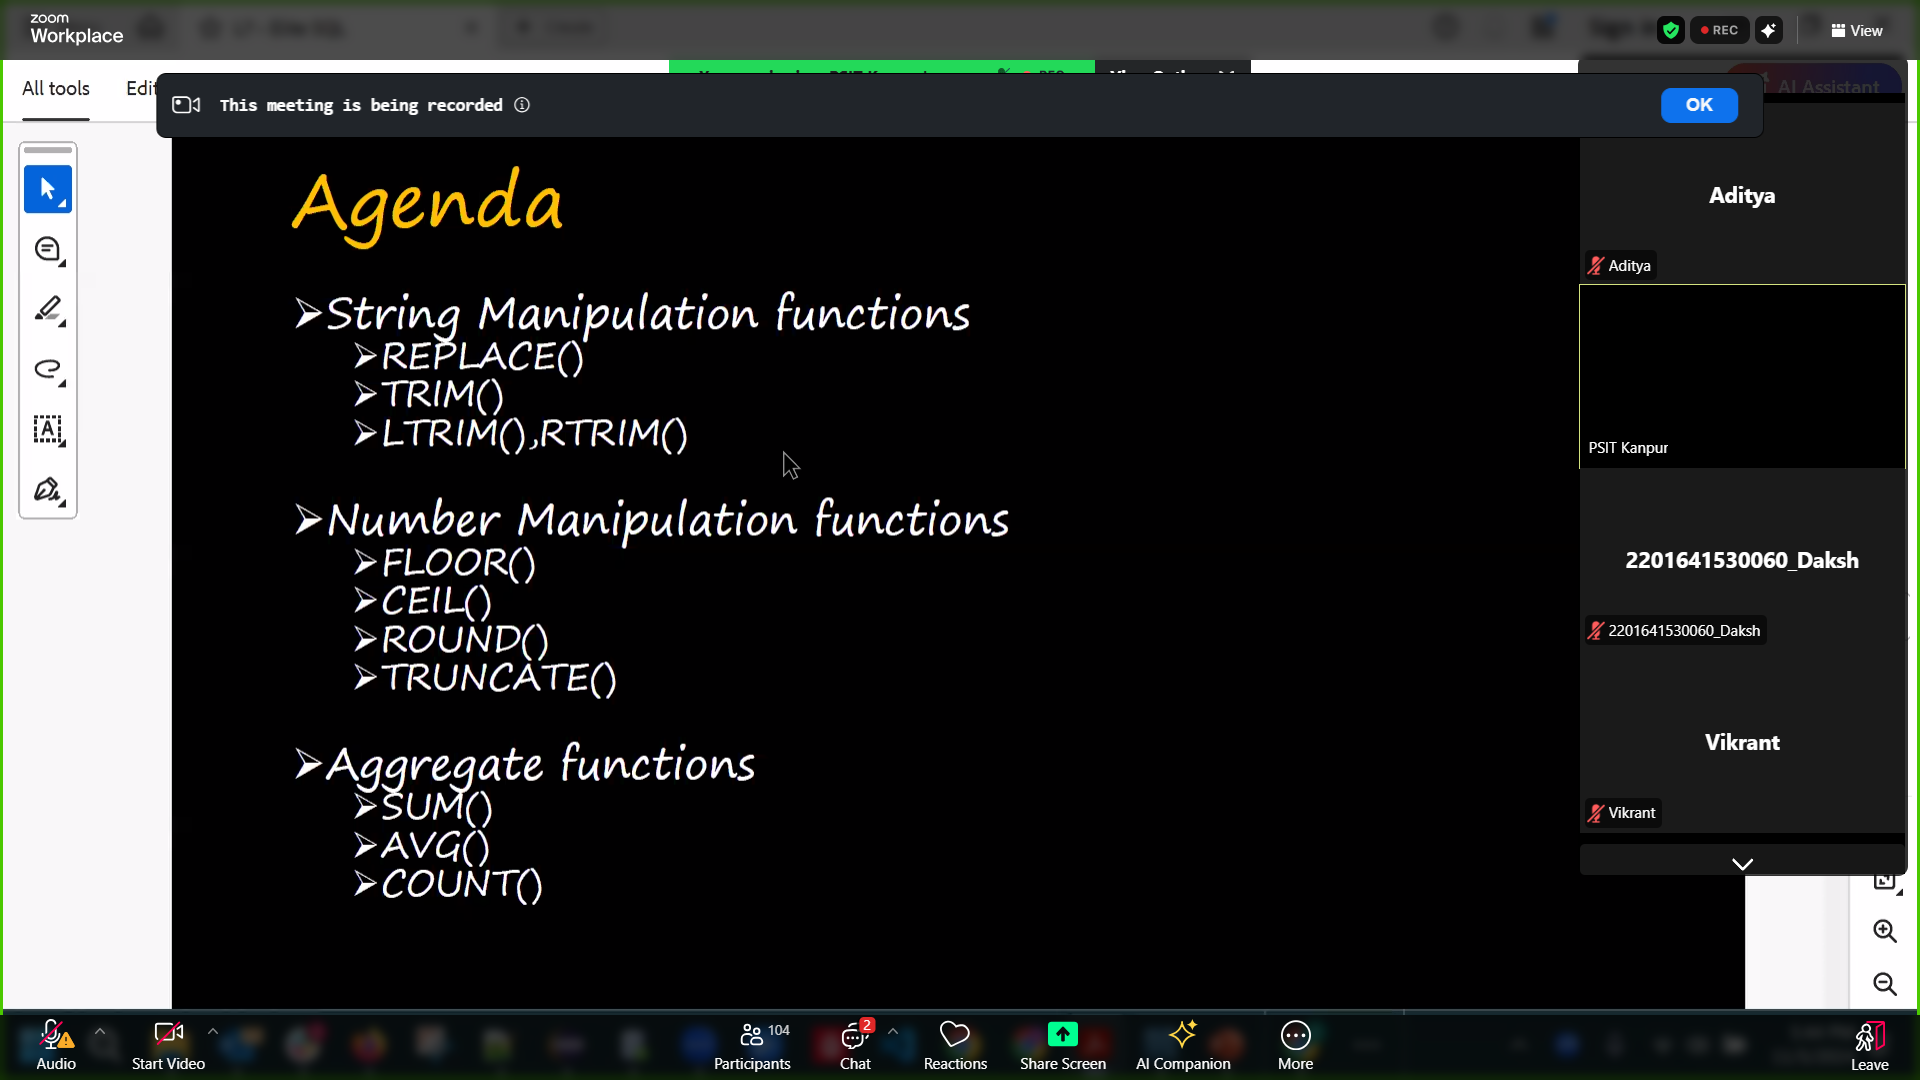 zoom
Workplace
REC
View
All tools
This meeting is being recorded
OK
AI Assistant
Agenda
➢String Manipulation functions
➢REPLACE()
➢TRIM()
➢LTRIM(),RTRIM()
➢Number Manipulation functions
➢FLOOR()
➢CEIL()
➢ROUND()
➢TRUNCATE()
➢Aggregate functions
➢SUM()
➢AVG()
➢COUNT()
Aditya
Aditya
PSIT Kanpur
2201641530060_Daksh
2201641530060_Daksh
Vikrant
Vikrant
Audio
Start Video
Participants
104
Chat
2
Reactions
Share Screen
AI Companion
More
Leave